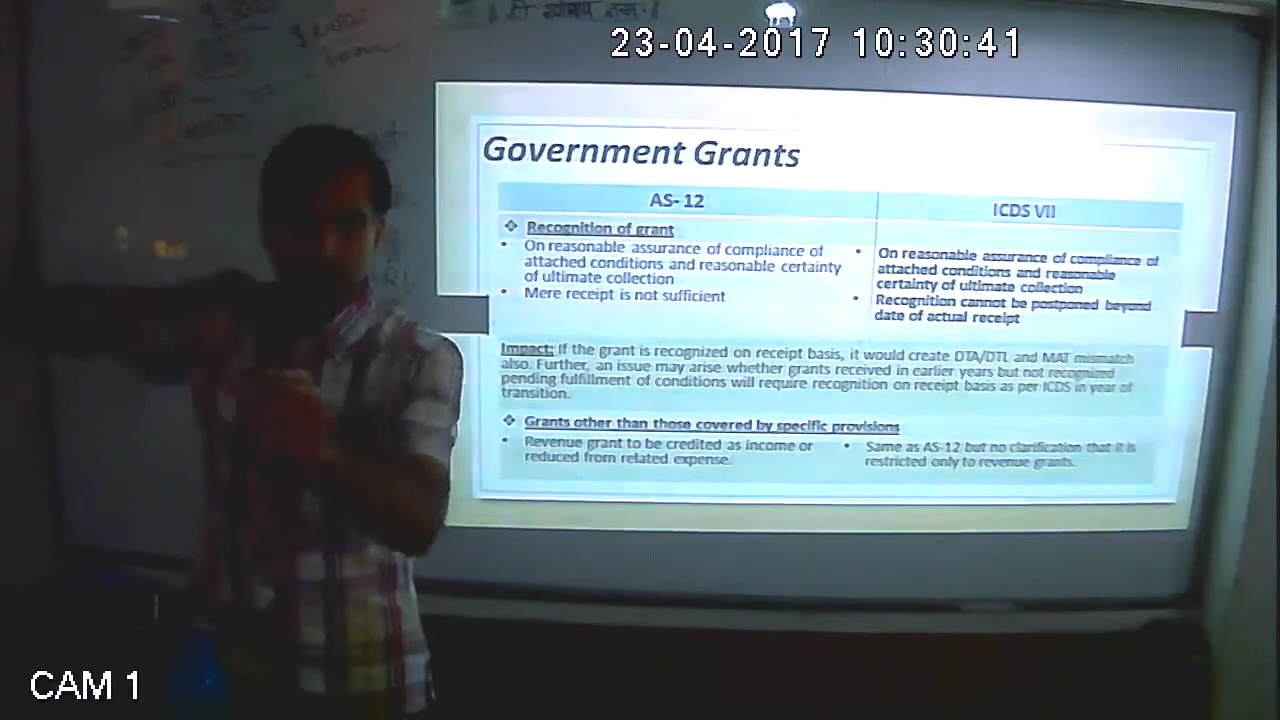 23-04-2017 10:30:41
Government Grants
AS-12
ICDS VII
❖ Recognition of grant
• On reasonable assurance of compliance of
attached conditions and reasonable certainty
of ultimate collection
• Mere receipt is not sufficient
• On reasonable assurance of compliance of
attached conditions and reasonable
certainty of ultimate collection
• Recognition cannot be postponed beyond
date of actual receipt
Impact: If the grant is recognized on receipt basis, it would create DTA/DTL and MAT mismatch
also. Further, an issue may arise whether grants received in earlier years but not recognized
pending fulfillment of conditions will require recognition on receipt basis as per ICDS in year of
transition.
❖ Grants other than those covered by specific provisions
• Revenue grant to be credited as income or
reduced from related expense.
• Same as AS-12 but no clarification that it is
restricted only to revenue grants.
CAM 1